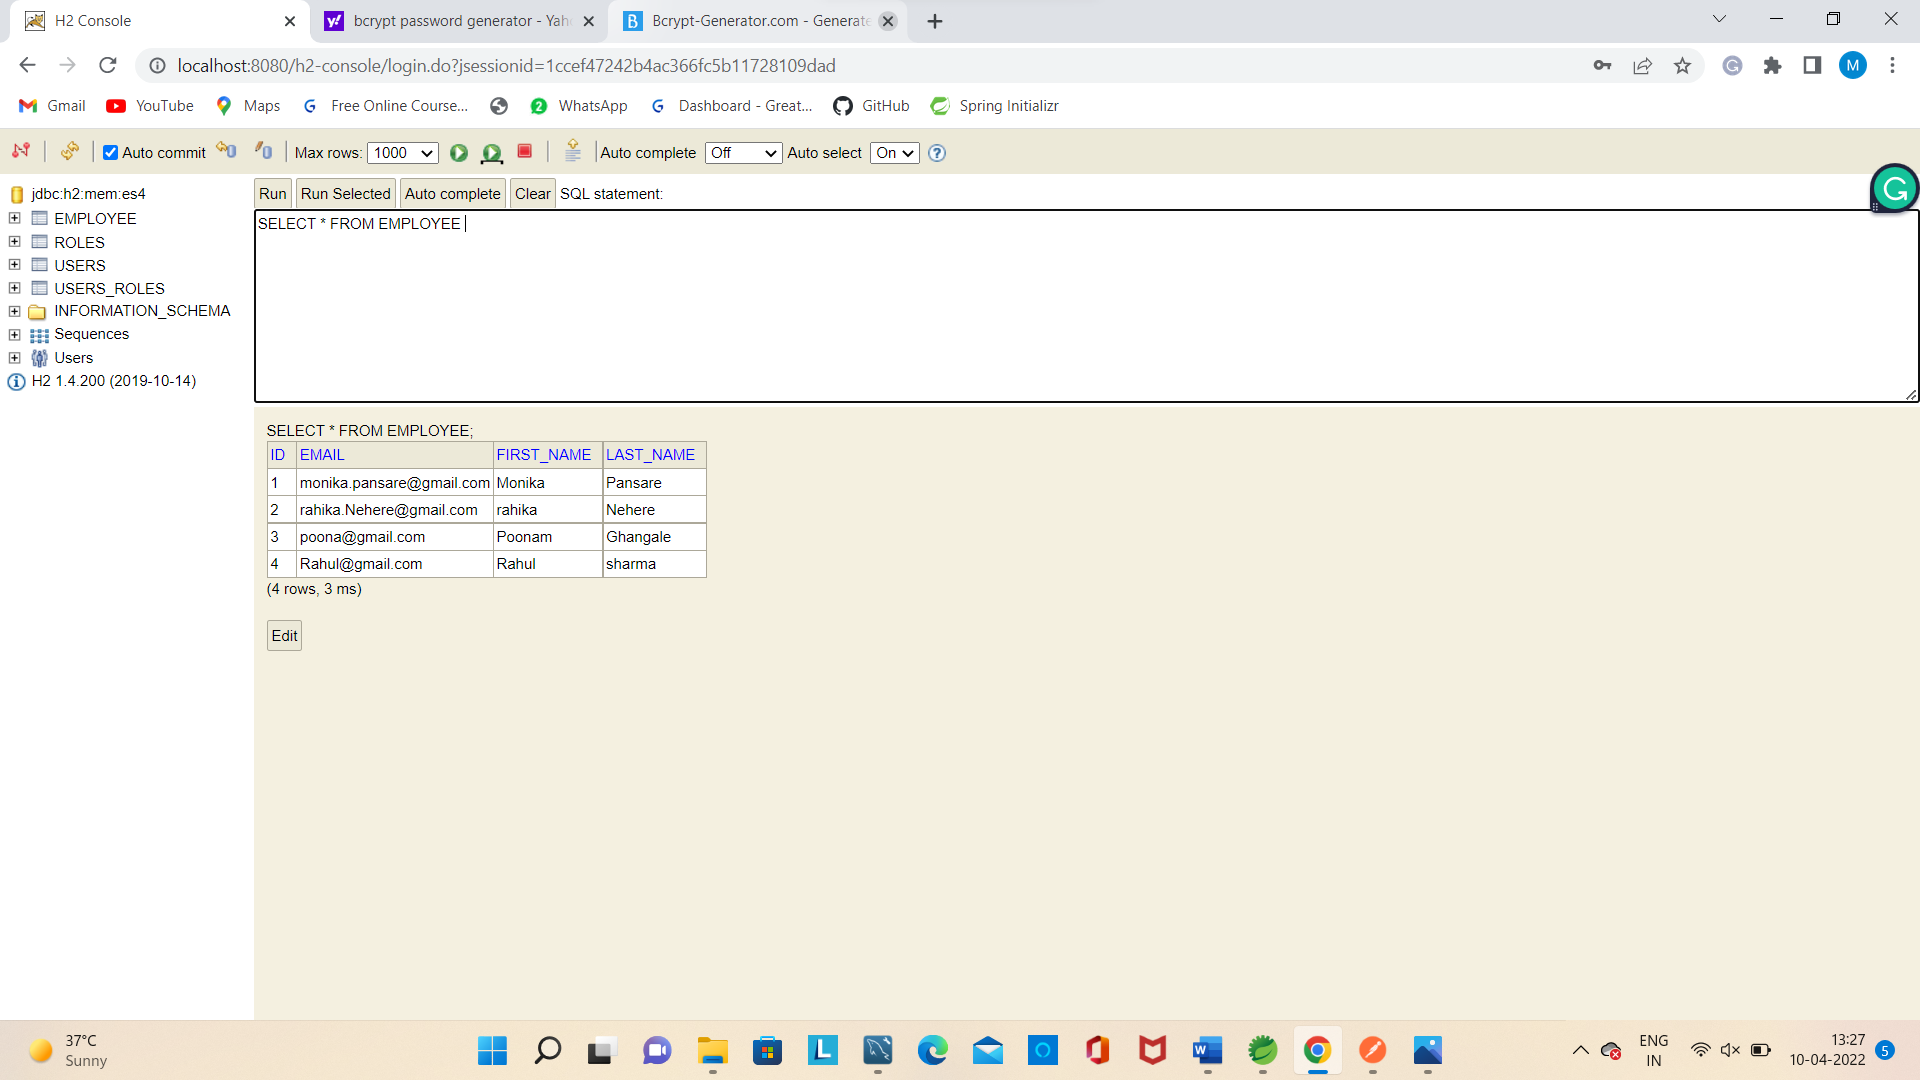 H2 Console
bcrypt password generator - Yah
Bcrypt-Generator.com - Generate
localhost:8080/h2-console/login.do?jsessionid=1ccef47242b4ac366fc5b11728109dad
M
Gmail YouTube Maps Free Online Course... 2 WhatsApp Dashboard - Great... GitHub Spring Initializr
Auto commit Max rows: 1000 Auto complete Off Auto select On ?
jdbc:h2:mem:es4
EMPLOYEE
ROLES
USERS
USERS_ROLES
INFORMATION_SCHEMA
Sequences
Users
H2 1.4.200 (2019-10-14)
Run Run Selected Auto complete Clear SQL statement:
SELECT * FROM EMPLOYEE
SELECT * FROM EMPLOYEE;
ID EMAIL FIRST_NAME LAST_NAME
1 monika.pansare@gmail.com Monika Pansare
2 rahika.Nehere@gmail.com rahika Nehere
3 poona@gmail.com Poonam Ghangale
4 Rahul@gmail.com Rahul sharma
(4 rows, 3 ms)
Edit
37°C
Sunny
ENG
IN
13:27
10-04-2022
5